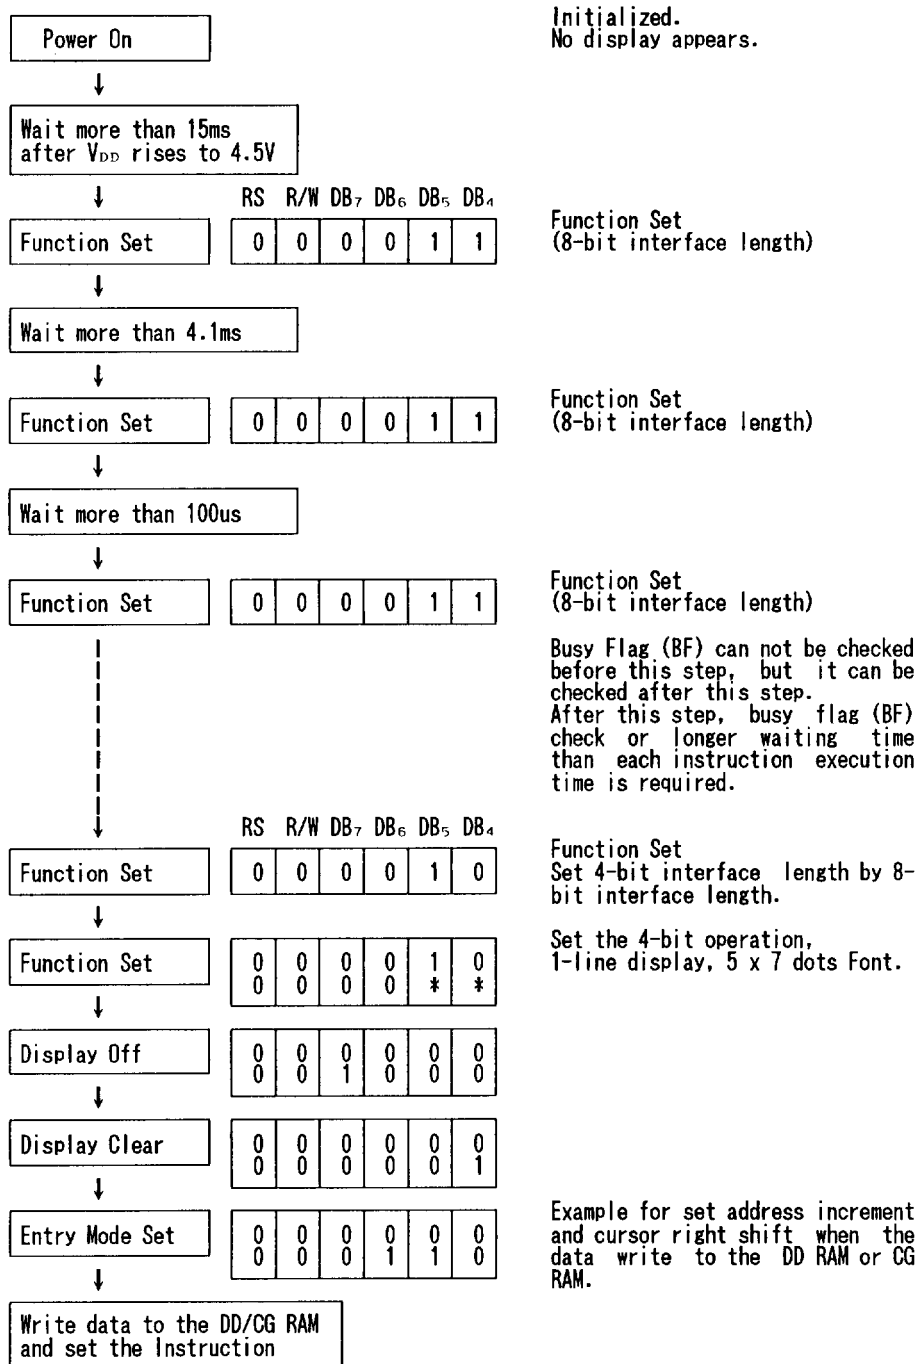 Initialized.
Power On
No display appears.
Wait more than 15ms
after VDD rises to 4.5V
RS R/W DB7 DB6 DB5 DB4
Function Set 0 0 0 0 1 1
Function Set
(8-bit interface length)
Wait more than 4.1ms
Function Set 0 0 0 0 1 1
Function Set
(8-bit interface length)
Wait more than 100us
Function Set 0 0 0 0 1 1
Function Set
(8-bit interface length)
Busy Flag (BF) can not be checked
before this step, but it can be
checked after this step.
After this step, busy flag (BF)
check or longer waiting time
than each instruction execution
time is required.
RS R/W DB7 DB6 DB5 DB4
Function Set 0 0 0 0 1 0
Function Set
Set 4-bit interface length by 8-
bit interface length.
Function Set 0 0 0 0 1 0
0 0 0 0 * *
Set the 4-bit operation,
1-line display, 5 x 7 dots Font.
Display Off 0 0 0 0 0 0
0 0 1 0 0 0
Display Clear 0 0 0 0 0 0
0 0 0 0 0 1
Entry Mode Set 0 0 0 0 0 0
0 0 0 1 1 0
Example for set address increment
and cursor right shift when the
data write to the DD RAM or CG
RAM.
Write data to the DD/CG RAM
and set the Instruction